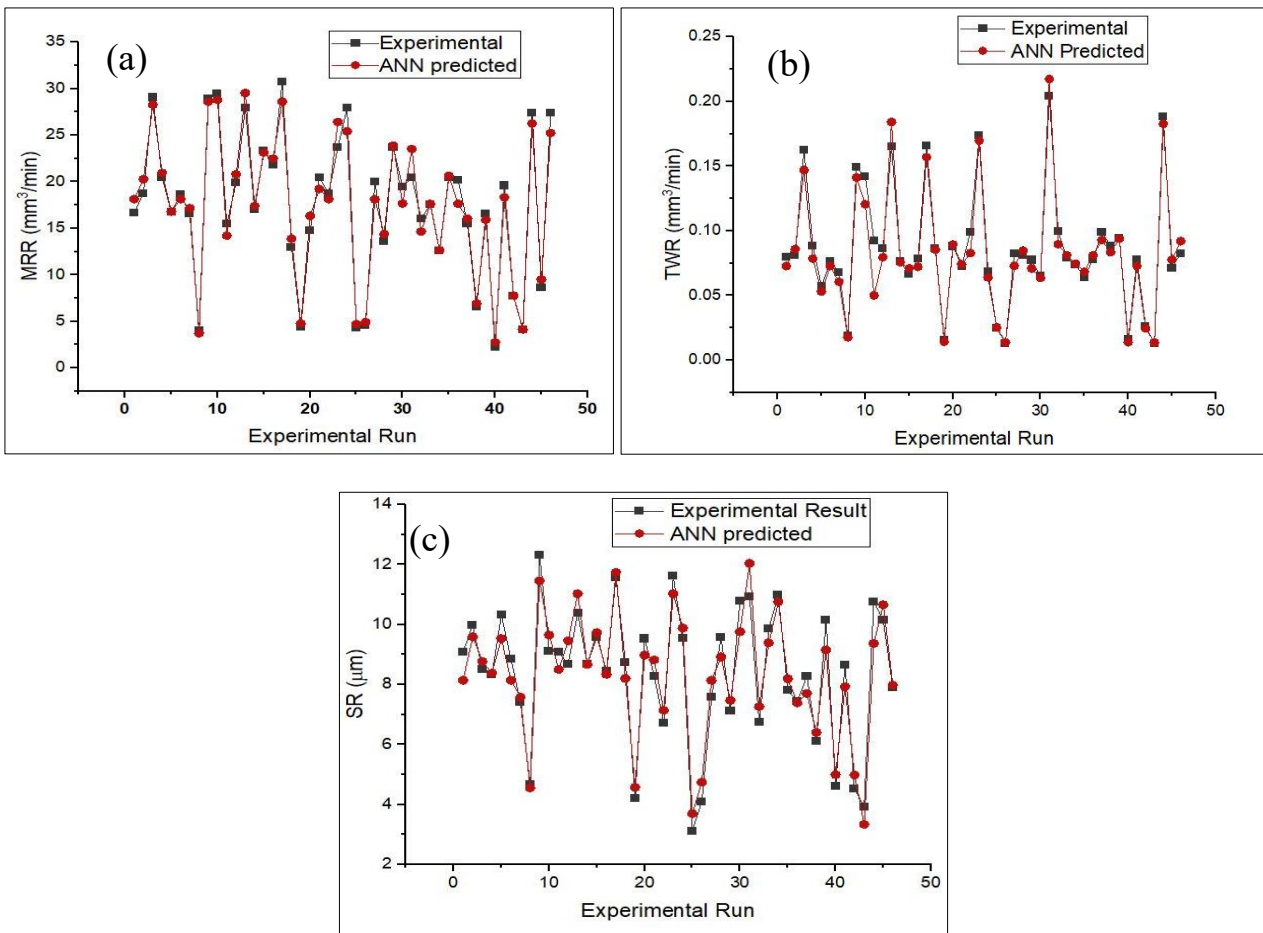 (a)
Experimental
ANN predicted
MRR (mm³/min)
35
30
25
20
15
10
5
0
0 10 20 30 40 50
Experimental Run
(b)
Experimental
ANN Predicted
TWR (mm³/min)
0.25
0.20
0.15
0.10
0.05
0.00
0 10 20 30 40 50
Experimental Run
(c)
Experimental Result
ANN predicted
SR (μm)
14
12
10
8
6
4
2
0 10 20 30 40 50
Experimental Run